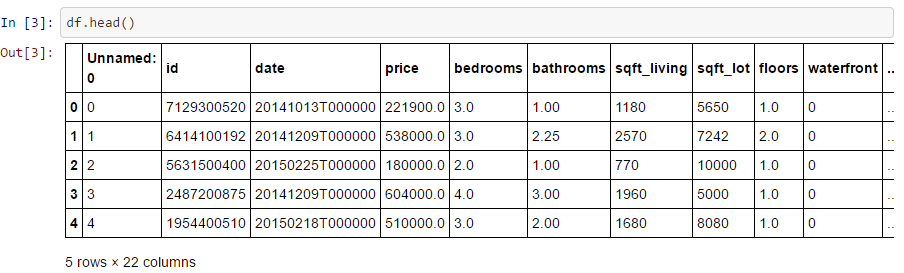 In [3]: df.head()
Out[3]:
Unnamed: 0 id date price bedrooms bathrooms sqft_living sqft_lot floors waterfront ..
0 0 7129300520 20141013T000000 221900.0 3.0 1.00 1180 5650 1.0 0 ..
1 1 6414100192 20141209T000000 538000.0 3.0 2.25 2570 7242 2.0 0 ..
2 2 5631500400 20150225T000000 180000.0 2.0 1.00 770 10000 1.0 0 ..
3 3 2487200875 20141209T000000 604000.0 4.0 3.00 1960 5000 1.0 0 ..
4 4 1954400510 20150218T000000 510000.0 3.0 2.00 1680 8080 1.0 0 ..
5 rows × 22 columns